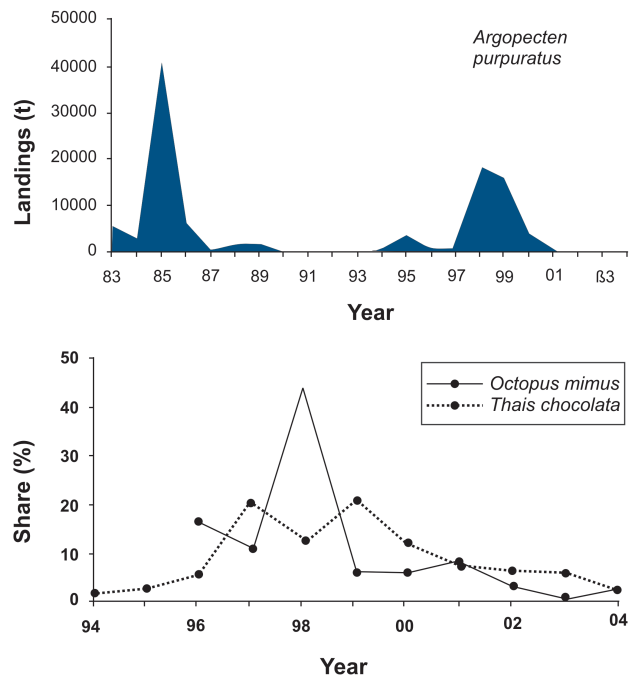 50000
Argopecten
purpuratus
40000
30000
20000
10000
0
Landings (t)
83 85 87 89 91 93 95 97 99 01 ß3
Year
50
Octopus mimus
Thais chocolata
40
30
20
10
0
Share (%)
94 96 98 00 02 04
Year